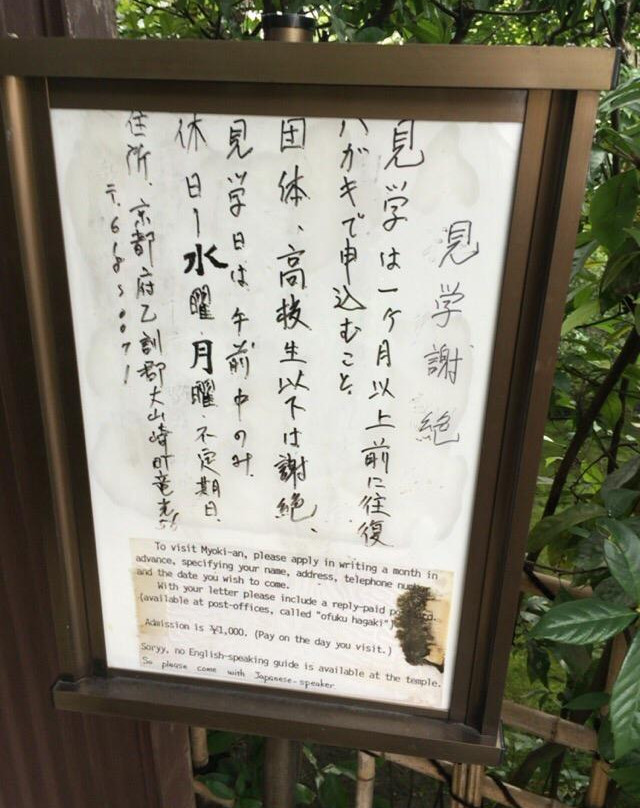 見学謝絶
見学は一ケ月以上前に往復
ハガキで申込むこと、
団体、高校生以下は謝絶、
見学日は午前中のみ.
休日ー水曜月曜不定期日.
住所、京都府乙訓郡大山崎町竜光56
〒.618=0071
To visit Myoki-an, please apply in writing a month in
advance, specifying your name, address, telephone
and the date you wish to come.
With your letter please include a reply-paid
(available at post-offices, called "ofuku hagaki")
Admission is ¥1,000. (Pay on the day you visit.)
Soryy, no English-speaking guide is available at the temple.
So please come with Japanese-speaker